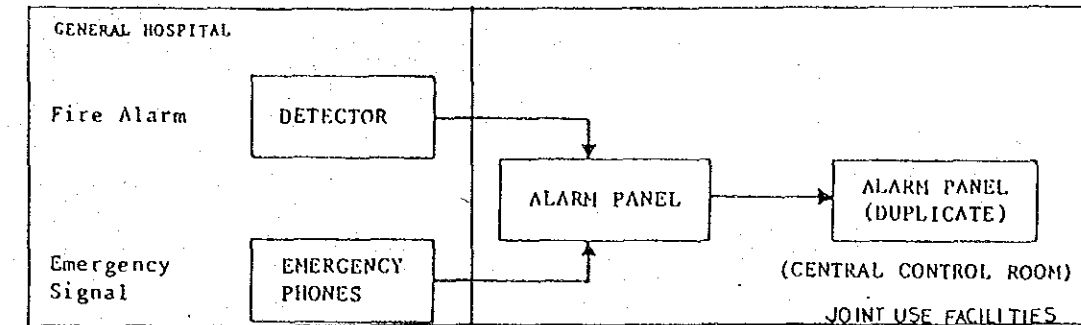 GENERAL HOSPITAL
Fire Alarm
DETECTOR
ALARM PANEL
ALARM PANEL
(DUPLICATE)
Emergency
Signal
EMERGENCY
PHONES
(CENTRAL CONTROL ROOM)
JOINT USE FACILITIES